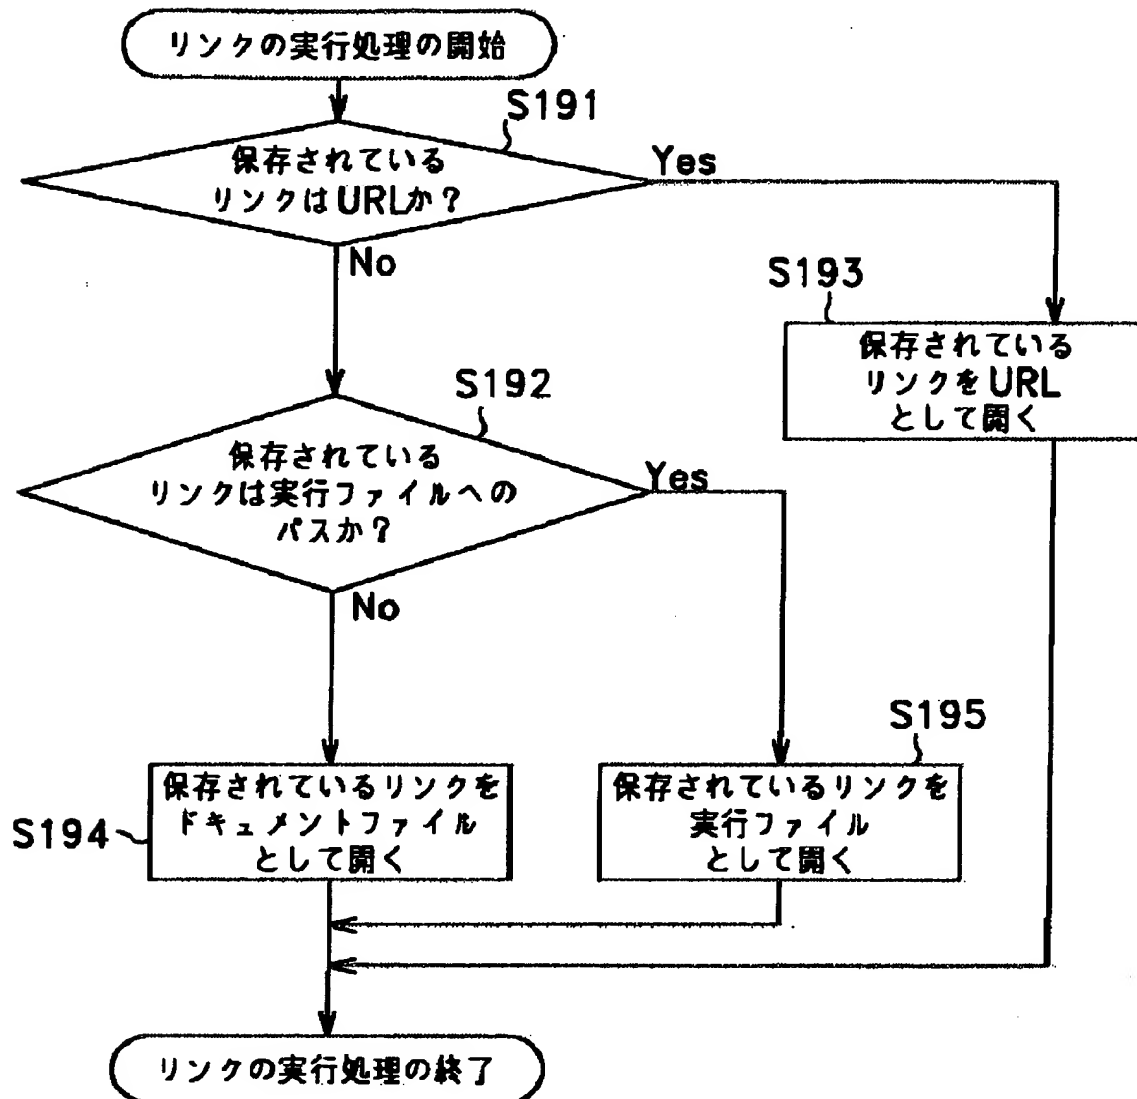 リンクの実行処理の開始
S191
保存されている
リンクはURLか?
Yes
No
S193
保存されている
リンクをURL
として開く
S192
保存されている
リンクは実行ファイルへの
パスか?
Yes
No
S195
保存されているリンクを
ドキュメントファイル
として開く
S194
保存されているリンクを
実行ファイル
として開く
リンクの実行処理の終了